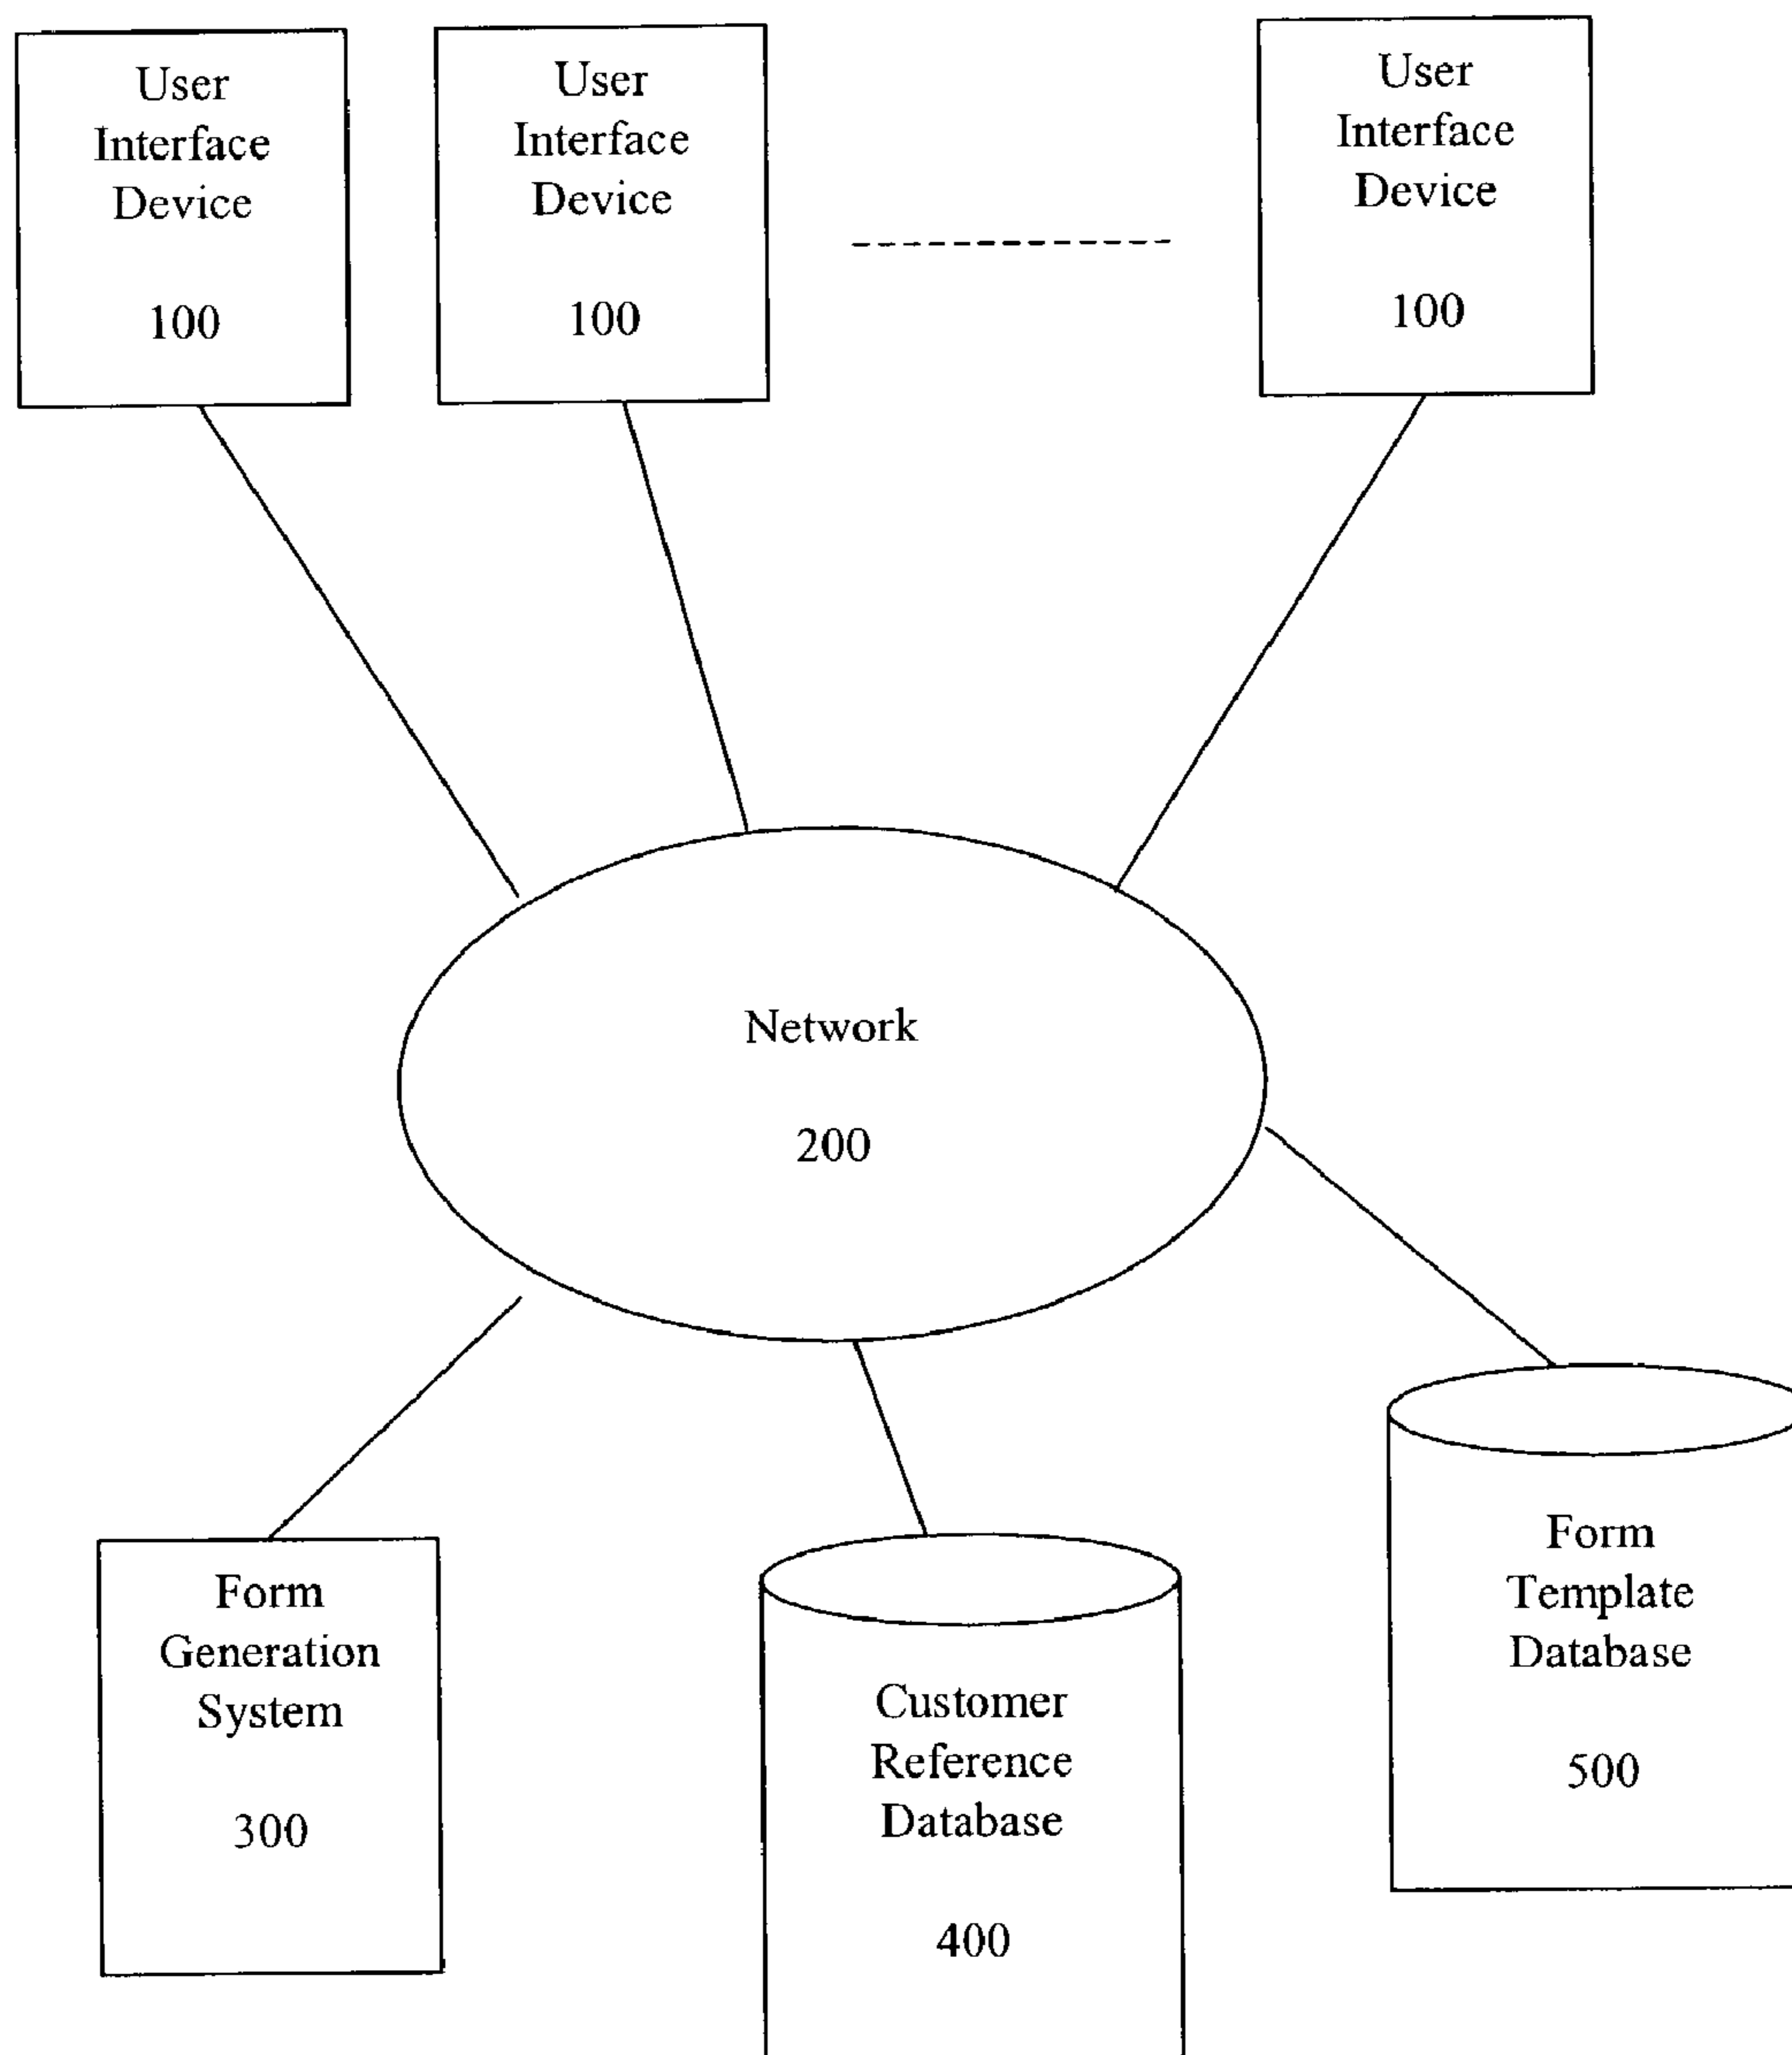 User
Interface
Device
100
User
Interface
Device
100
User
Interface
Device
100
Network
200
Form
Generation
System
300
Customer
Reference
Database
400
Form
Template
Database
500